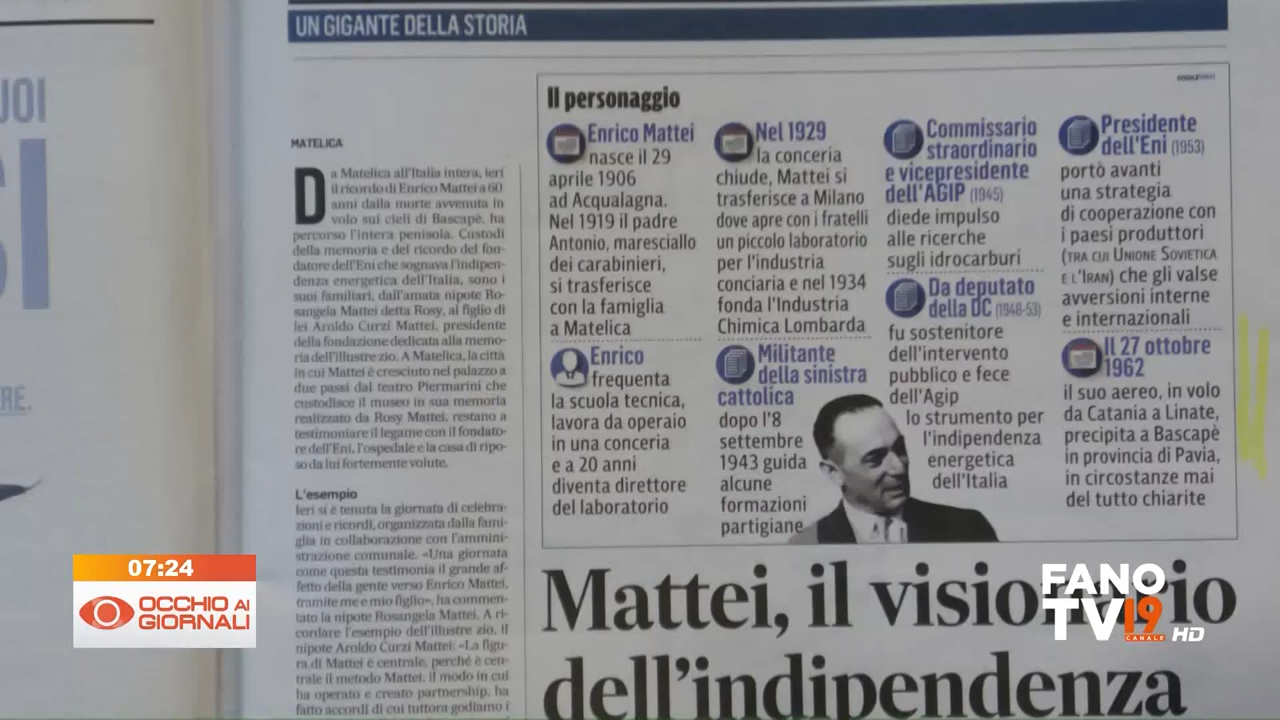 UOI
SI
RE.
UN GIGANTE DELLA STORIA
MATELICA
Da Matelica all'Italia intera, ieri
il ricordo di Enrico Mattei a 60
anni dalla morte avvenuta in
volo sui cieli di Bascapè, ha
percorso l'intera penisola. Custodi
della memoria e del ricordo del fon-
datore dell'Eni che sognava l'indipen-
denza energetica dell'Italia, sono i
suoi familiari, dall'amata nipote Ro-
sangela Mattei detta Rosy, al figlio di
lei Aroldo Curzi Mattei, presidente
della fondazione dedicata alla memo-
ria dell'illustre zio. A Matelica, la città
in cui Mattei è cresciuto nel palazzo a
due passi dal teatro Piermarini che
custodisce il museo in sua memoria
realizzato da Rosy Mattei, restano a
testimoniare il legame con il fondato-
re dell'Eni, l'ospedale e la casa di ripo-
so da lui fortemente volute.
L'esempio
Ieri si è tenuta la giornata di celebra-
zioni e ricordi, organizzata dalla fami-
glia in collaborazione con l'ammini-
strazione comunale. «Una giornata
come questa testimonia il grande af-
fetto della gente verso Enrico Mattei,
tramite me e mio figlio», ha commen-
tato la nipote Rosangela Mattei. A ri-
cordare l'esempio dell'illustre zio, il
nipote Aroldo Curzi Mattei: «La figu-
ra di Mattei è centrale, perché è cen-
trale il metodo Mattei, il modo in cui
ha operato e creato partnership, ha
fatto accordi di cui tuttora godiamo i
Il personaggio
Enrico Mattei
nasce il 29
aprile 1906
ad Acqualagna.
Nel 1919 il padre
Antonio, maresciallo
dei carabinieri,
si trasferisce
con la famiglia
a Matelica
Enrico
frequenta
la scuola tecnica,
lavora da operaio
in una conceria
e a 20 anni
diventa direttore
del laboratorio
Nel 1929
la conceria
chiude, Mattei si
trasferisce a Milano
dove apre con i fratelli
un piccolo laboratorio
per l'industria
conciaria e nel 1934
fonda l'Industria
Chimica Lombarda
Militante
della sinistra
cattolica
dopo l'8
settembre
1943 guida
alcune
formazioni
partigiane
Commissario
straordinario
e vicepresidente
dell'AGIP (1945)
diede impulso
alle ricerche
sugli idrocarburi
Da deputato
della DC (1948-53)
fu sostenitore
dell'intervento
pubblico e fece
dell'Agip
lo strumento per
l'indipendenza
energetica
dell'Italia
Presidente
dell'Eni (1953)
portò avanti
una strategia
di cooperazione con
i paesi produttori
(TRA CUI UNIONE SOVIETICA
E L'IRAN) che gli valse
avversioni interne
e internazionali
Il 27 ottobre
1962
il suo aereo, in volo
da Catania a Linate,
precipita a Bascapè
in provincia di Pavia,
in circostanze mai
del tutto chiarite
Mattei, il visionario
dell'indipendenza
07:24
OCCHIO AI
GIORNALI
FANO
TV19
CANALE HD